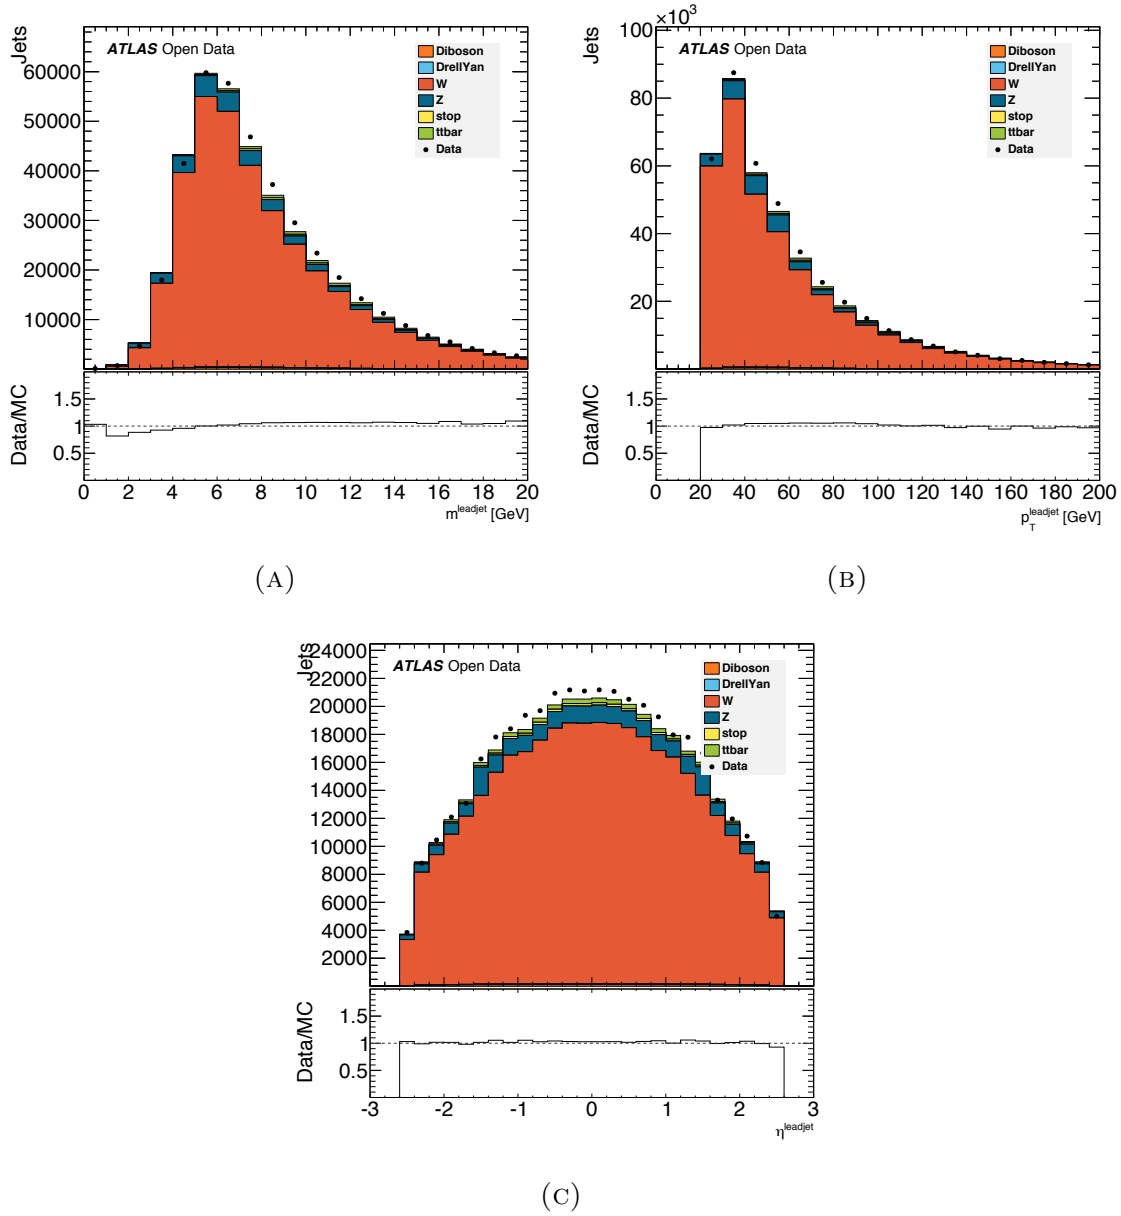 Jets
ATLAS Open Data
Diboson
DrellYan
W
Z
stop
ttbar
Data
60000
50000
40000
30000
20000
10000
Data/MC
1.5
1
0.5
0 2 4 6 8 10 12 14 16 18 20
m^leadjet [GeV]
(A)
Jets
×10^3
ATLAS Open Data
Diboson
DrellYan
W
Z
stop
ttbar
Data
100
80
60
40
20
Data/MC
1.5
1
0.5
0 20 40 60 80 100 120 140 160 180 200
p_T^leadjet [GeV]
(B)
Jets
ATLAS Open Data
Diboson
DrellYan
W
Z
stop
ttbar
Data
24000
22000
20000
18000
16000
14000
12000
10000
8000
6000
4000
2000
Data/MC
1.5
1
0.5
-3 -2 -1 0 1 2 3
η^leadjet
(C)